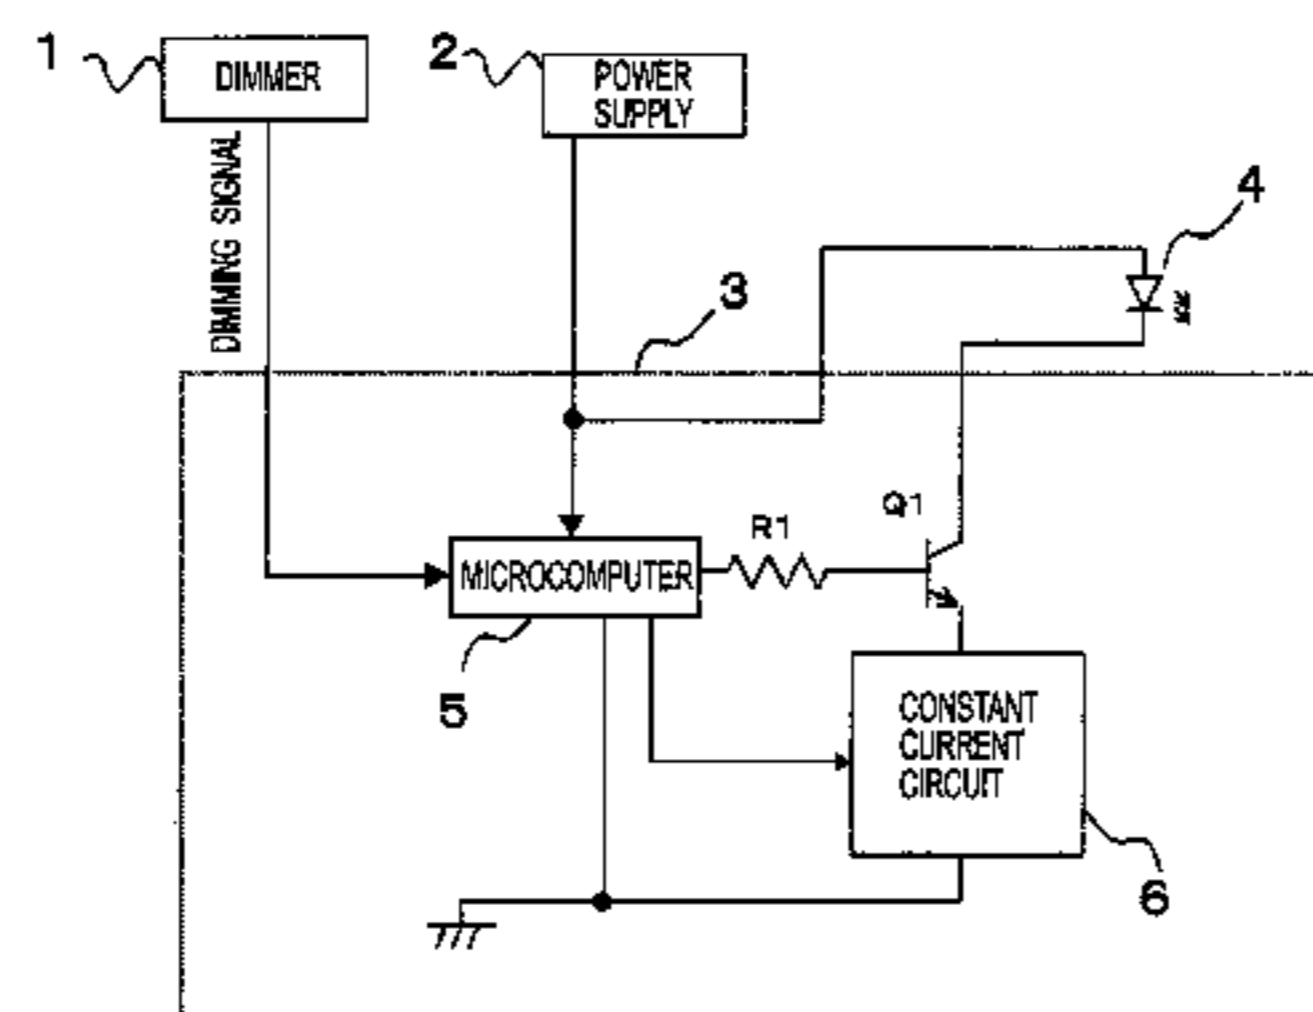 1
DIMMER
2
POWER
SUPPLY
DIMMING SIGNAL
4
3
Q1
R1
MICROCOMPUTER
5
CONSTANT
CURRENT
CIRCUIT
6